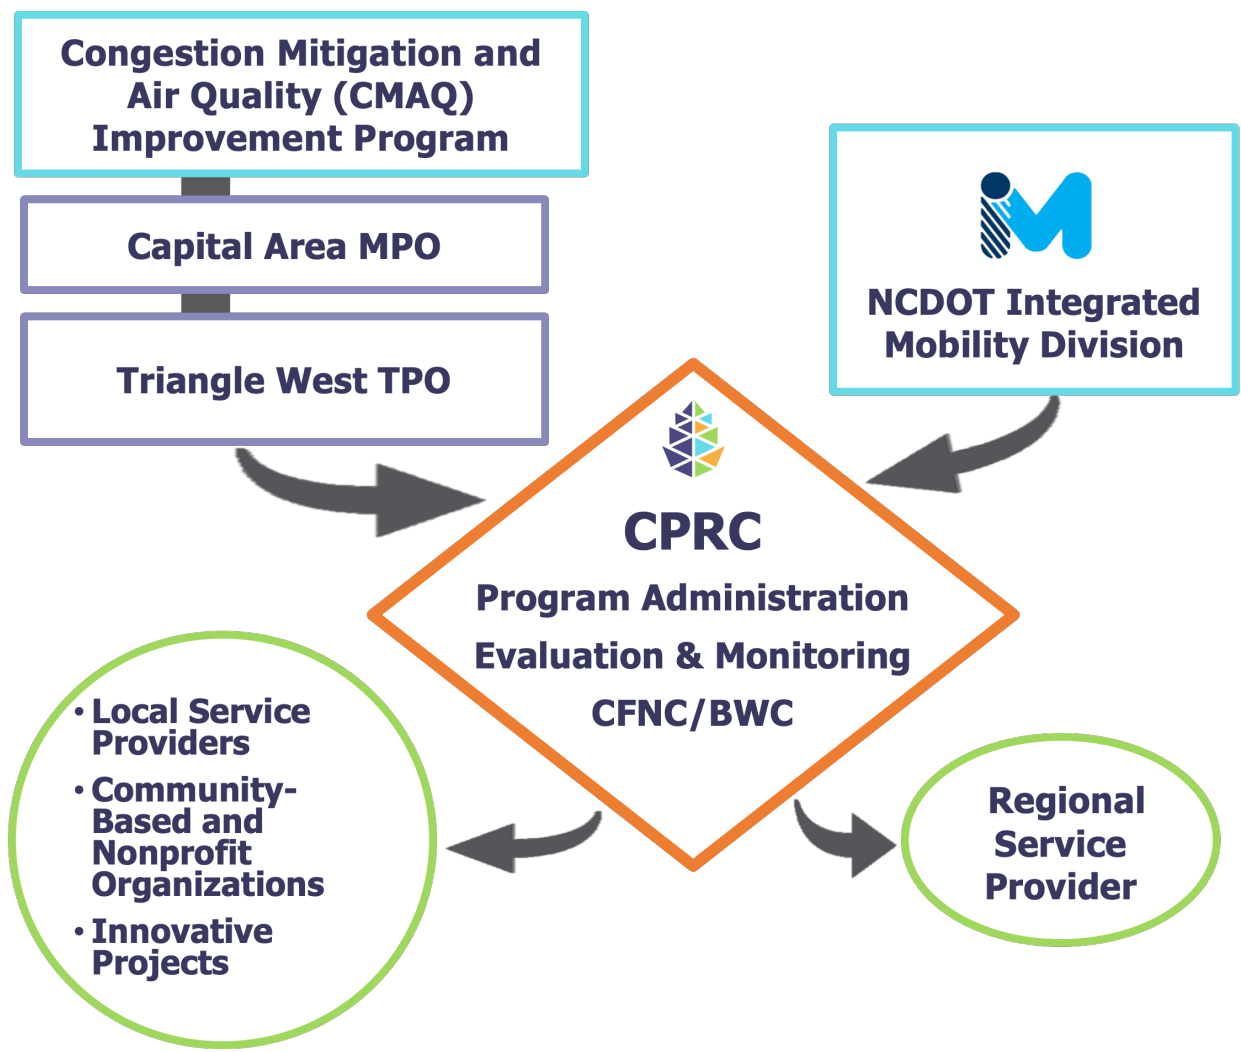 Congestion Mitigation and
Air Quality (CMAQ)
Improvement Program
Capital Area MPO
Triangle West TPO
iM
NCDOT Integrated
Mobility Division
CPRC
Program Administration
Evaluation & Monitoring
CFNC/BWC
• Local Service
Providers
• Community-
Based and
Nonprofit
Organizations
• Innovative
Projects
Regional
Service
Provider